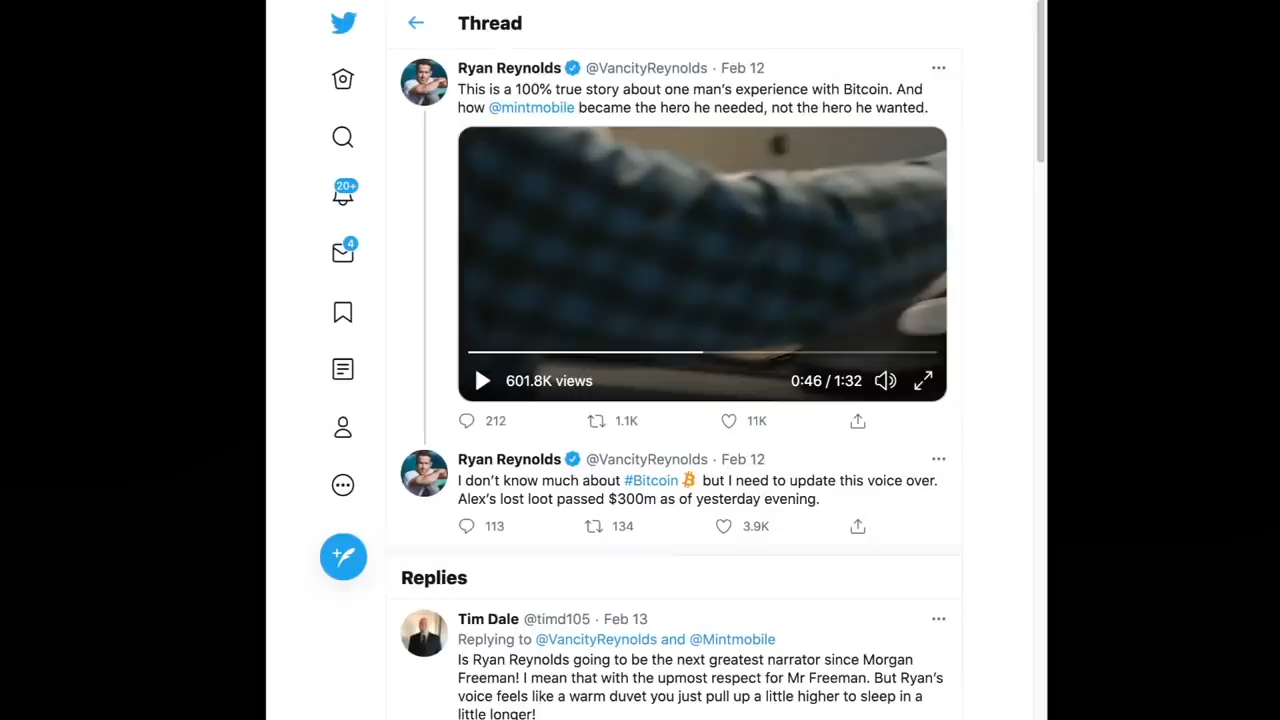 Thread
Ryan Reynolds @VancityReynolds · Feb 12
This is a 100% true story about one man's experience with Bitcoin. And
how @mintmobile became the hero he needed, not the hero he wanted.
20+
4
601.8K views
0:46 / 1:32
212
1.1K
11K
Ryan Reynolds @VancityReynolds · Feb 12
I don't know much about #Bitcoin but I need to update this voice over.
Alex's lost loot passed $300m as of yesterday evening.
113
134
3.9K
Replies
Tim Dale @timd105 · Feb 13
Replying to @VancityReynolds and @Mintmobile
Is Ryan Reynolds going to be the next greatest narrator since Morgan
Freeman! I mean that with the upmost respect for Mr Freeman. But Ryan's
voice feels like a warm duvet you just pull up a little higher to sleep in a
little longer!